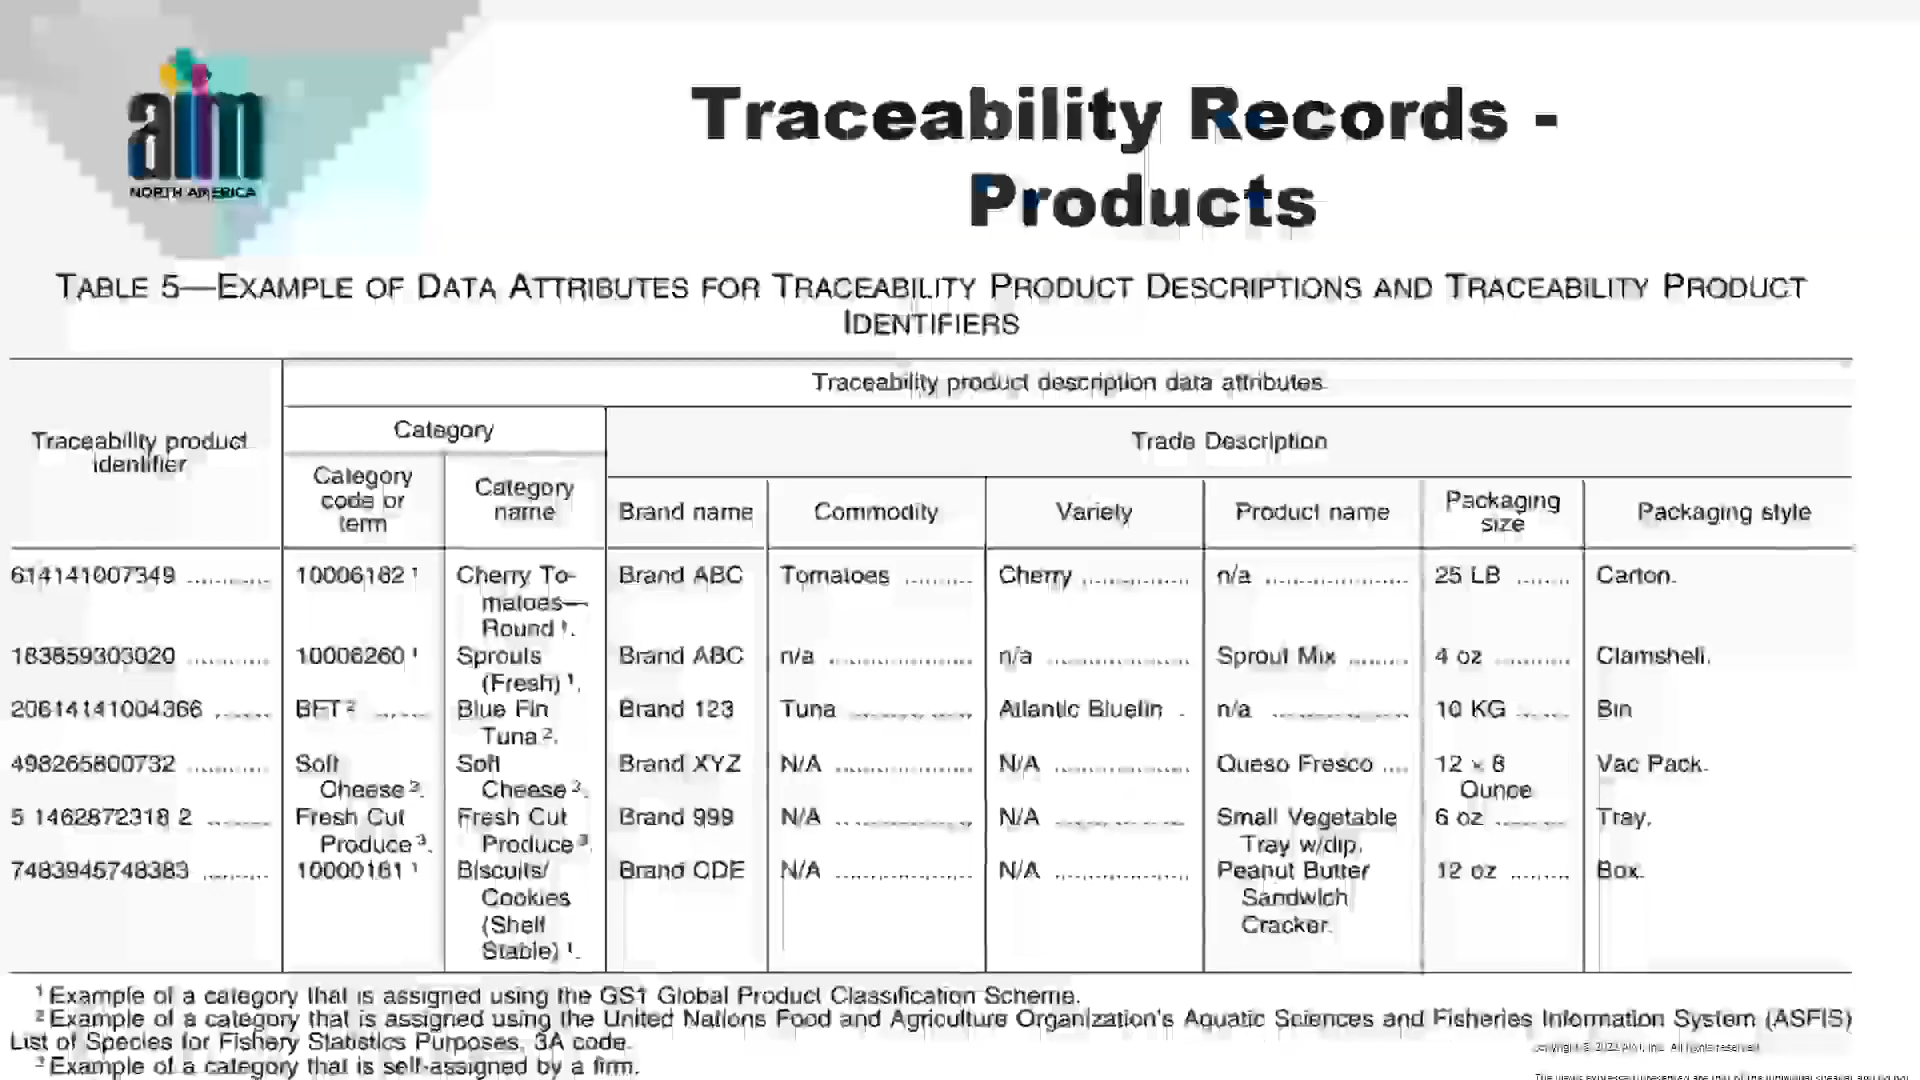 aim
NORTH AMERICA
Traceability Records -
Products
TABLE 5—EXAMPLE OF DATA ATTRIBUTES FOR TRACEABILITY PRODUCT DESCRIPTIONS AND TRACEABILITY PRODUCT
IDENTIFIERS
Traceability product
identifier
Traceability product description data attributes
Category
Trade Description
Category
code or
term
Category
name
Brand name
Commodity
Variety
Product name
Packaging
size
Packaging style
614141007349 ............ 10006182 ¹ Cherry To- Brand ABC Tomatoes .......... Cherry ................ n/a ..................... 25 LB ........ Carton.
matoes—
Round ¹.
183859303020 ............ 10006260 ¹ Sprouts Brand ABC n/a ..................... n/a ..................... Sprout Mix ......... 4 oz ........... Clamshell.
(Fresh) ¹.
20614141004366 ........ BFT ² ........ Blue Fin Brand 123 Tuna .................. Atlantic Bluefin . n/a ..................... 10 KG ........ Bin
Tuna ².
498265800732 ............ Soft Soft Brand XYZ N/A .................... N/A .................... Queso Fresco .... 12 × 8 Vac Pack.
Cheese ³. Cheese ³. Ounce
5 1462872318 2 ......... Fresh Cut Fresh Cut Brand 999 N/A .................... N/A .................... Small Vegetable 6 oz ........... Tray.
Produce ³. Produce ³. Tray w/dip.
7483945748383 .......... 10000161 ¹ Biscuits/ Brand CDE N/A .................... N/A .................... Peanut Butter 12 oz ......... Box.
Cookies Sandwich
(Shelf Cracker.
Stable) ¹.
¹ Example of a category that is assigned using the GS1 Global Product Classification Scheme.
² Example of a category that is assigned using the United Nations Food and Agriculture Organization's Aquatic Sciences and Fisheries Information System (ASFIS)
List of Species for Fishery Statistics Purposes, 3A code.
³ Example of a category that is self-assigned by a firm.
All rights reserved